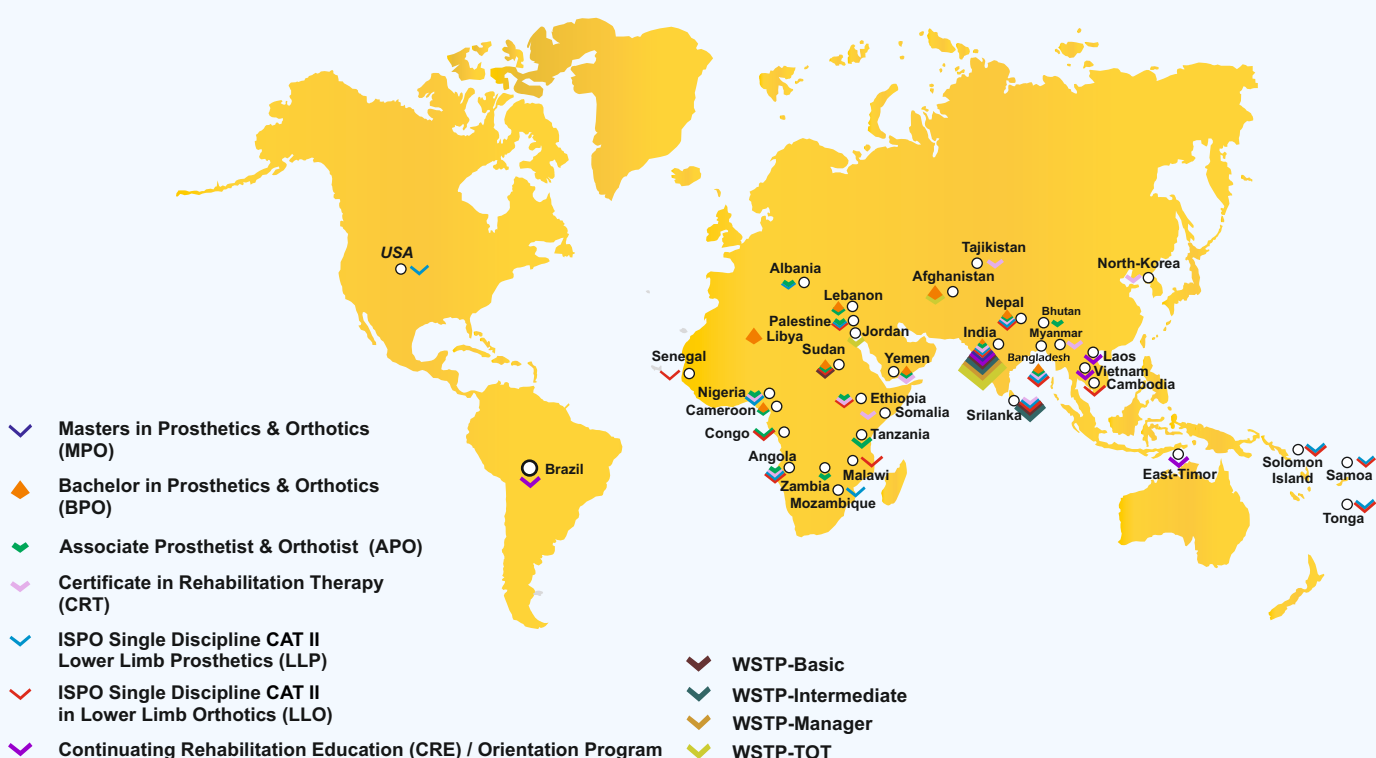 USA
Tajikistan
North-Korea
Albania
Afghanistan
Lebanon
Nepal
Bhutan
Palestine
Jordan
Libya
India
Myanmar
Sudan
Yemen
Bangladesh
Laos
Senegal
Vietnam
Cambodia
Nigeria
Ethiopia
Cameroon
Somalia
Srilanka
Congo
Tanzania
Angola
Brazil
Malawi
Zambia
Mozambique
East-Timor
Solomon
Island
Samoa
Tonga
Masters in Prosthetics & Orthotics
(MPO)
Bachelor in Prosthetics & Orthotics
(BPO)
Associate Prosthetist & Orthotist (APO)
Certificate in Rehabilitation Therapy
(CRT)
ISPO Single Discipline CAT II
Lower Limb Prosthetics (LLP)
ISPO Single Discipline CAT II
in Lower Limb Orthotics (LLO)
Continuating Rehabilitation Education (CRE) / Orientation Program
WSTP-Basic
WSTP-Intermediate
WSTP-Manager
WSTP-TOT